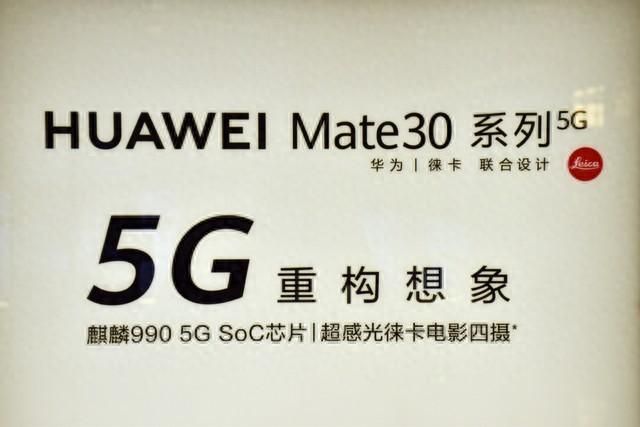 HUAWEI Mate30 系列 5G
华为 | 徕卡 联合设计 Leica
5G 重构想象
麒麟990 5G SoC芯片 | 超感光徕卡电影四摄*